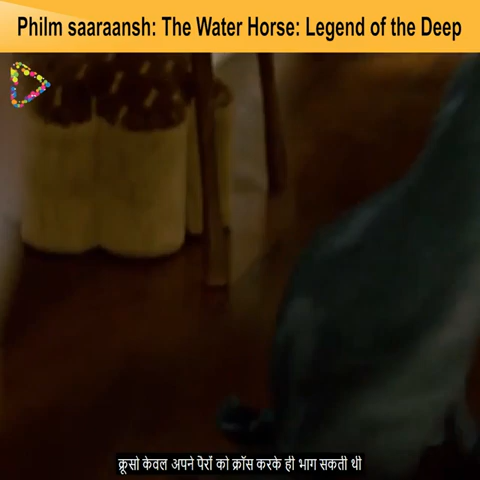 Philm saaraansh: The Water Horse: Legend of the Deep
क्रूसो केवल अपने पैरों को क्रॉस करके ही भाग सकती थी